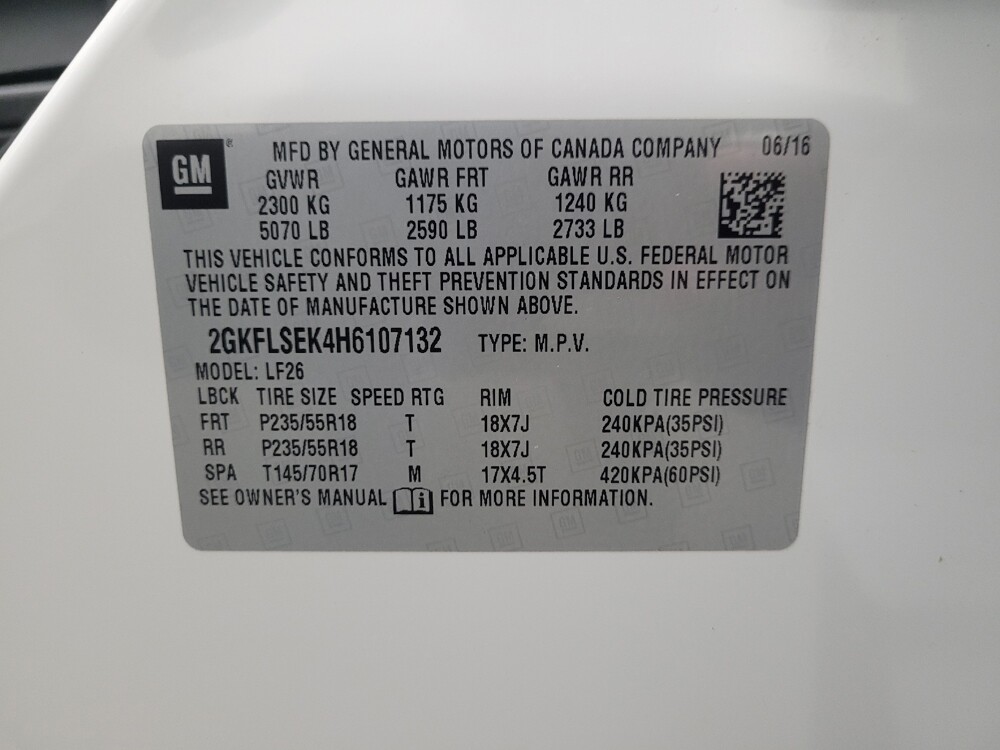 GM ® MFD BY GENERAL MOTORS OF CANADA COMPANY 06/16
GVWR GAWR FRT GAWR RR
2300 KG 1175 KG 1240 KG
5070 LB 2590 LB 2733 LB
THIS VEHICLE CONFORMS TO ALL APPLICABLE U.S. FEDERAL MOTOR
VEHICLE SAFETY AND THEFT PREVENTION STANDARDS IN EFFECT ON
THE DATE OF MANUFACTURE SHOWN ABOVE.
2GKFLSEK4H6107132 TYPE: M.P.V.
MODEL: LF26
LBCK TIRE SIZE SPEED RTG RIM COLD TIRE PRESSURE
FRT P235/55R18 T 18X7J 240KPA(35PSI)
RR P235/55R18 T 18X7J 240KPA(35PSI)
SPA T145/70R17 M 17X4.5T 420KPA(60PSI)
SEE OWNER'S MANUAL i FOR MORE INFORMATION.